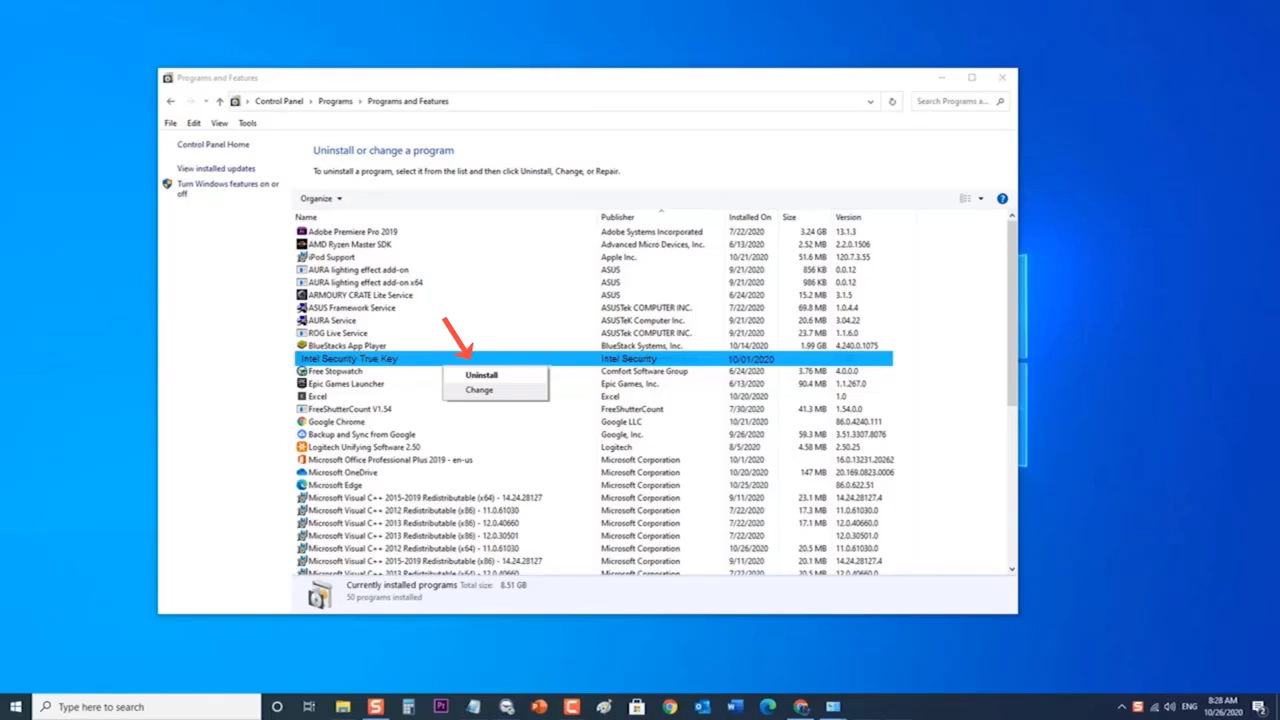 Programs and Features
Control Panel > Programs > Programs and Features
Search Programs a...
File Edit View Tools
Control Panel Home
View installed updates
Turn Windows features on or
off
Uninstall or change a program
To uninstall a program, select it from the list and then click Uninstall, Change, or Repair.
Organize
Name Publisher Installed On Size Version
Adobe Premiere Pro 2019 Adobe Systems Incorporated 7/22/2020 3.24 GB 13.1.3
AMD Ryzen Master SDK Advanced Micro Devices, Inc. 6/13/2020 2.52 MB 2.2.0.1506
iPod Support Apple Inc. 10/21/2020 51.6 MB 120.7.3.55
AURA lighting effect add-on ASUS 9/21/2020 856 KB 0.0.12
AURA lighting effect add-on x64 ASUS 9/21/2020 986 KB 0.0.12
ARMOURY CRATE Lite Service ASUS 6/24/2020 15.2 MB 3.1.5
ASUS Framework Service ASUSTek COMPUTER INC. 7/22/2020 69.8 MB 1.0.4.4
AURA Service ASUSTeK Computer Inc. 9/21/2020 20.6 MB 3.04.22
ROG Live Service ASUSTek COMPUTER INC. 9/21/2020 23.7 MB 1.1.6.0
BlueStacks App Player BlueStack Systems, Inc. 10/14/2020 1.99 GB 4.240.0.1075
Intel Security True Key Intel Security 10/01/2020
Free Stopwatch Comfort Software Group 6/24/2020 3.76 MB 4.0.0.0
Uninstall
Epic Games Launcher Epic Games, Inc. 6/13/2020 90.4 MB 1.1.267.0
Change
Excel Excel 10/20/2020 1.0
FreeShutterCount V1.54 FreeShutterCount 7/30/2020 41.3 MB 1.54.0.0
Google Chrome Google LLC 10/21/2020 86.0.4240.111
Backup and Sync from Google Google, Inc. 9/26/2020 59.3 MB 3.51.3307.8076
Logitech Unifying Software 2.50 Logitech 8/5/2020 4.58 MB 2.50.25
Microsoft Office Professional Plus 2019 - en-us Microsoft Corporation 10/1/2020 16.0.13231.20262
Microsoft OneDrive Microsoft Corporation 10/20/2020 147 MB 20.169.0823.0006
Microsoft Edge Microsoft Corporation 10/25/2020 86.0.622.51
Microsoft Visual C++ 2015-2019 Redistributable (x64) - 14.24.28127 Microsoft Corporation 9/11/2020 23.1 MB 14.24.28127.4
Microsoft Visual C++ 2012 Redistributable (x86) - 11.0.61030 Microsoft Corporation 7/22/2020 17.3 MB 11.0.61030.0
Microsoft Visual C++ 2013 Redistributable (x86) - 12.0.40660 Microsoft Corporation 7/22/2020 17.1 MB 12.0.40660.0
Microsoft Visual C++ 2013 Redistributable (x86) - 12.0.30501 Microsoft Corporation 7/22/2020 12.0.30501.0
Microsoft Visual C++ 2012 Redistributable (x64) - 11.0.61030 Microsoft Corporation 10/26/2020 20.5 MB 11.0.61030.0
Microsoft Visual C++ 2015-2019 Redistributable (x86) - 14.24.28127 Microsoft Corporation 9/11/2020 20.1 MB 14.24.28127.4
Microsoft Visual C++ 2013 Redistributable (x64) - 12.0.40660 Microsoft Corporation 7/22/2020 20.5 MB 12.0.40660.0
Currently installed programs Total size: 8.51 GB
50 programs installed
Type here to search
ENG
8:28 AM
10/26/2020